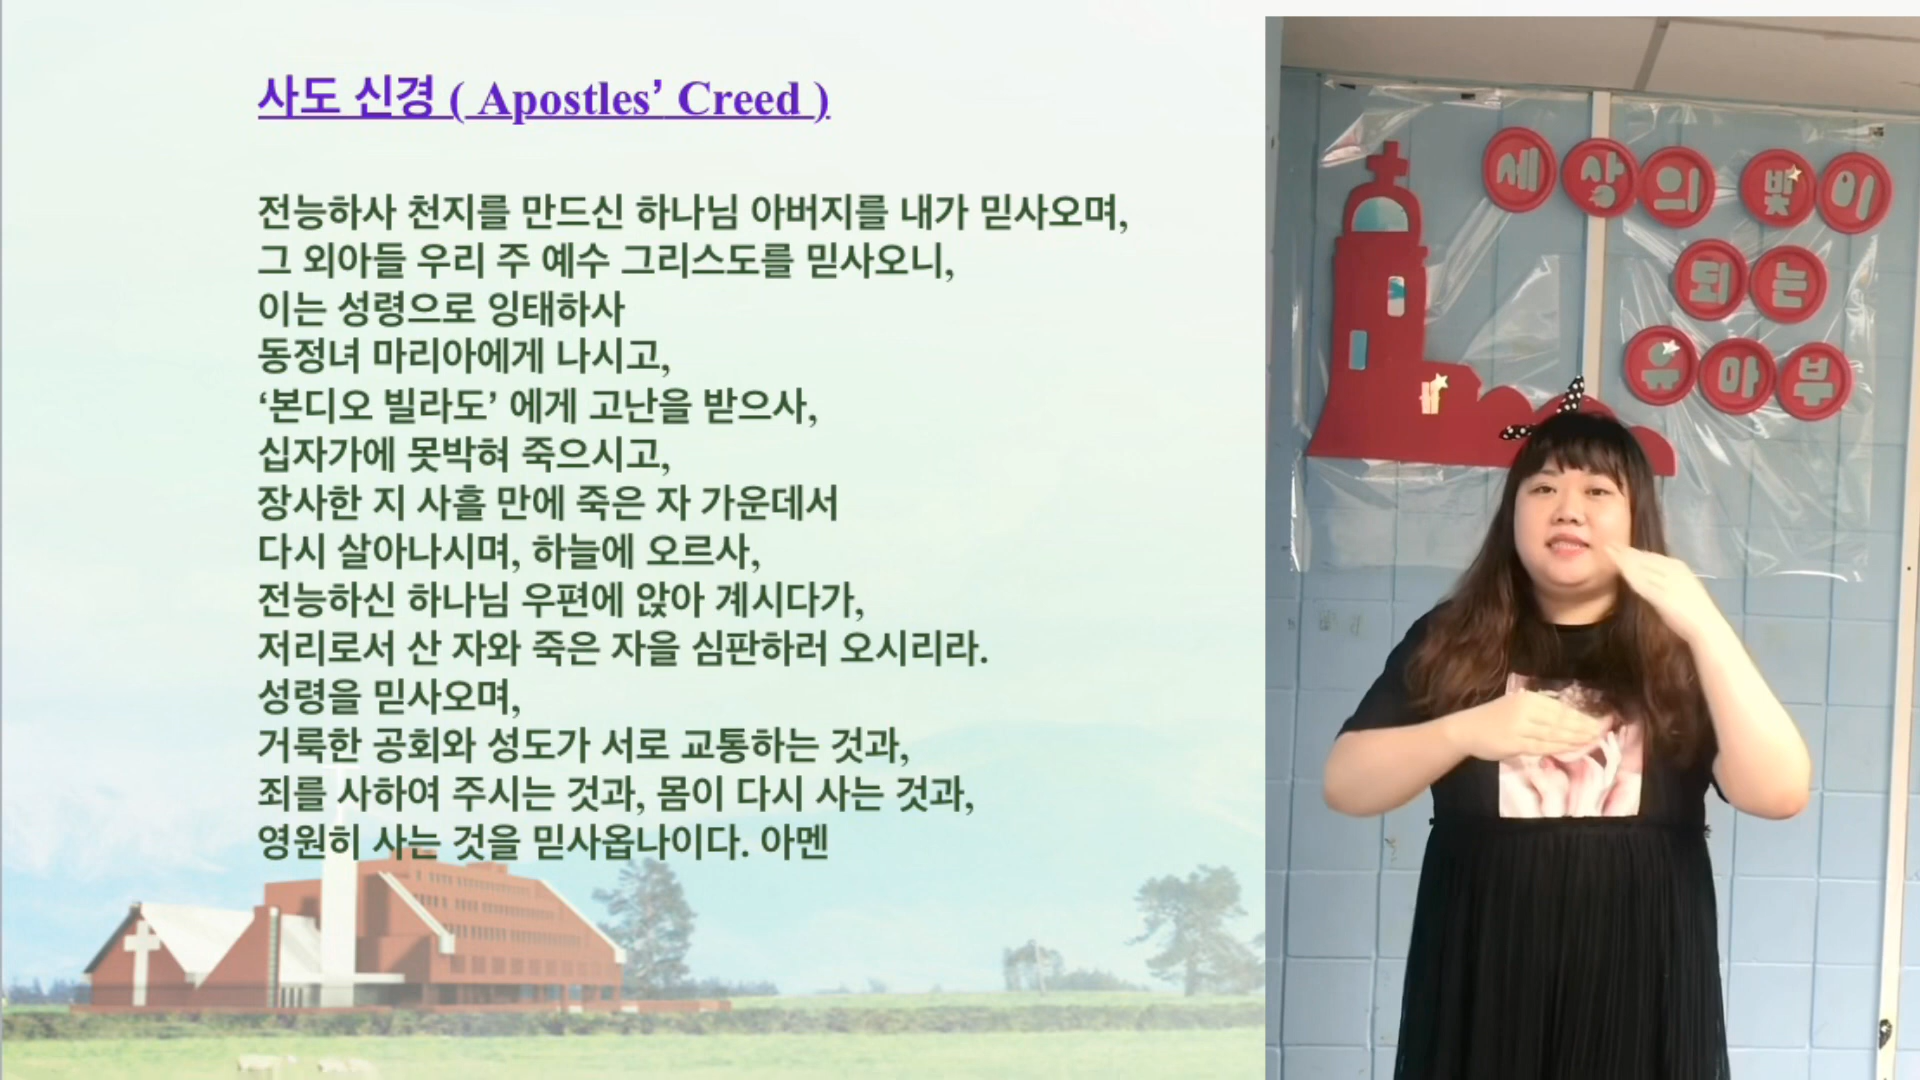 사도 신경 ( Apostles’ Creed )
전능하사 천지를 만드신 하나님 아버지를 내가 믿사오며,
그 외아들 우리 주 예수 그리스도를 믿사오니,
이는 성령으로 잉태하사
동정녀 마리아에게 나시고,
‘본디오 빌라도’ 에게 고난을 받으사,
십자가에 못박혀 죽으시고,
장사한 지 사흘 만에 죽은 자 가운데서
다시 살아나시며, 하늘에 오르사,
전능하신 하나님 우편에 앉아 계시다가,
저리로서 산 자와 죽은 자을 심판하러 오시리라.
성령을 믿사오며,
거룩한 공회와 성도가 서로 교통하는 것과,
죄를 사하여 주시는 것과, 몸이 다시 사는 것과,
영원히 사는 것을 믿사옵나이다. 아멘
세상의 빛이
되는
유아부